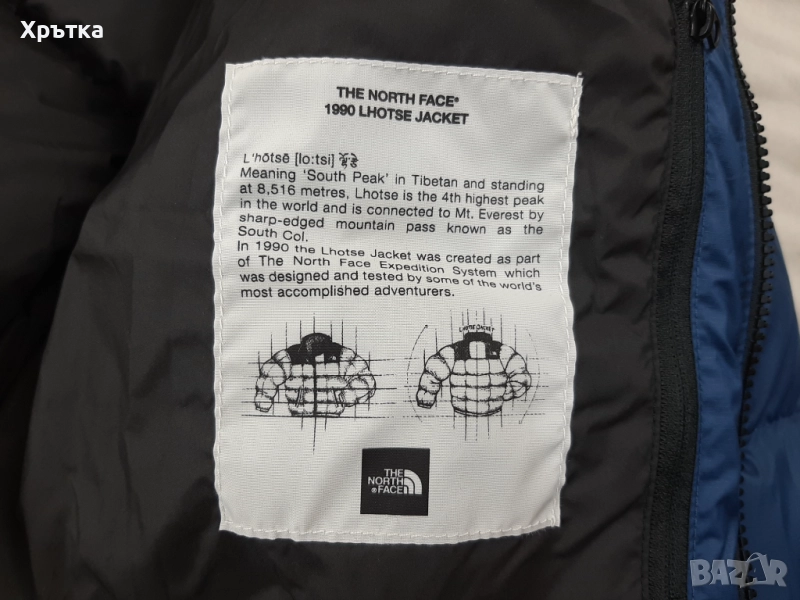 Хрътка
THE NORTH FACE®
1990 LHOTSE JACKET
L'hōtsē [lo:tsi]
Meaning 'South Peak' in Tibetan and standing
at 8,516 metres, Lhotse is the 4th highest peak
in the world and is connected to Mt. Everest by
sharp-edged mountain pass known as the
South Col.
In 1990 the Lhotse Jacket was created as part
of The North Face Expedition System which
was designed and tested by some of the world's
most accomplished adventurers.
LHOTSE JACKET
THE
NORTH
®FACE
BAZAR